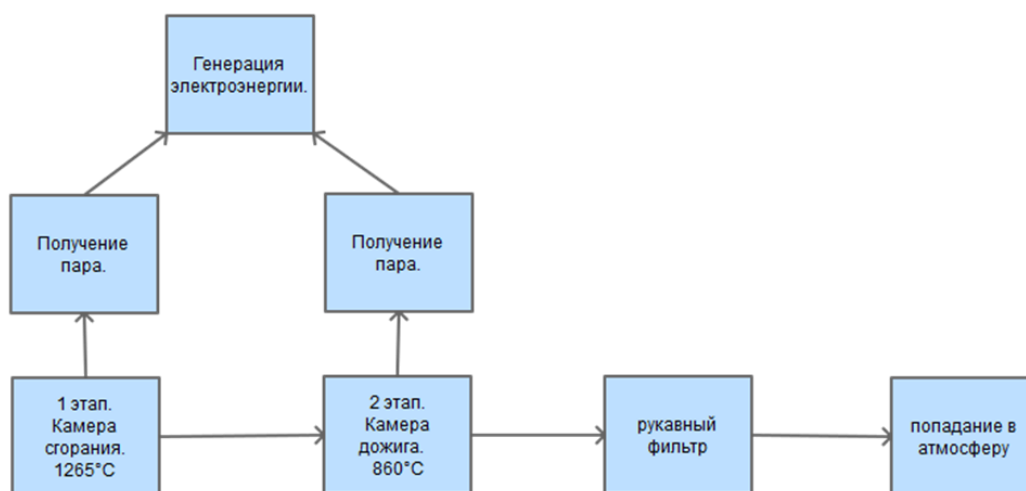 Генерация
электроэнергии.
Получение
пара.
Получение
пара.
1 этап.
Камера
сгорания.
1265°C
2 этап.
Камера
дожига.
860°C
рукавный
фильтр
попадание в
атмосферу